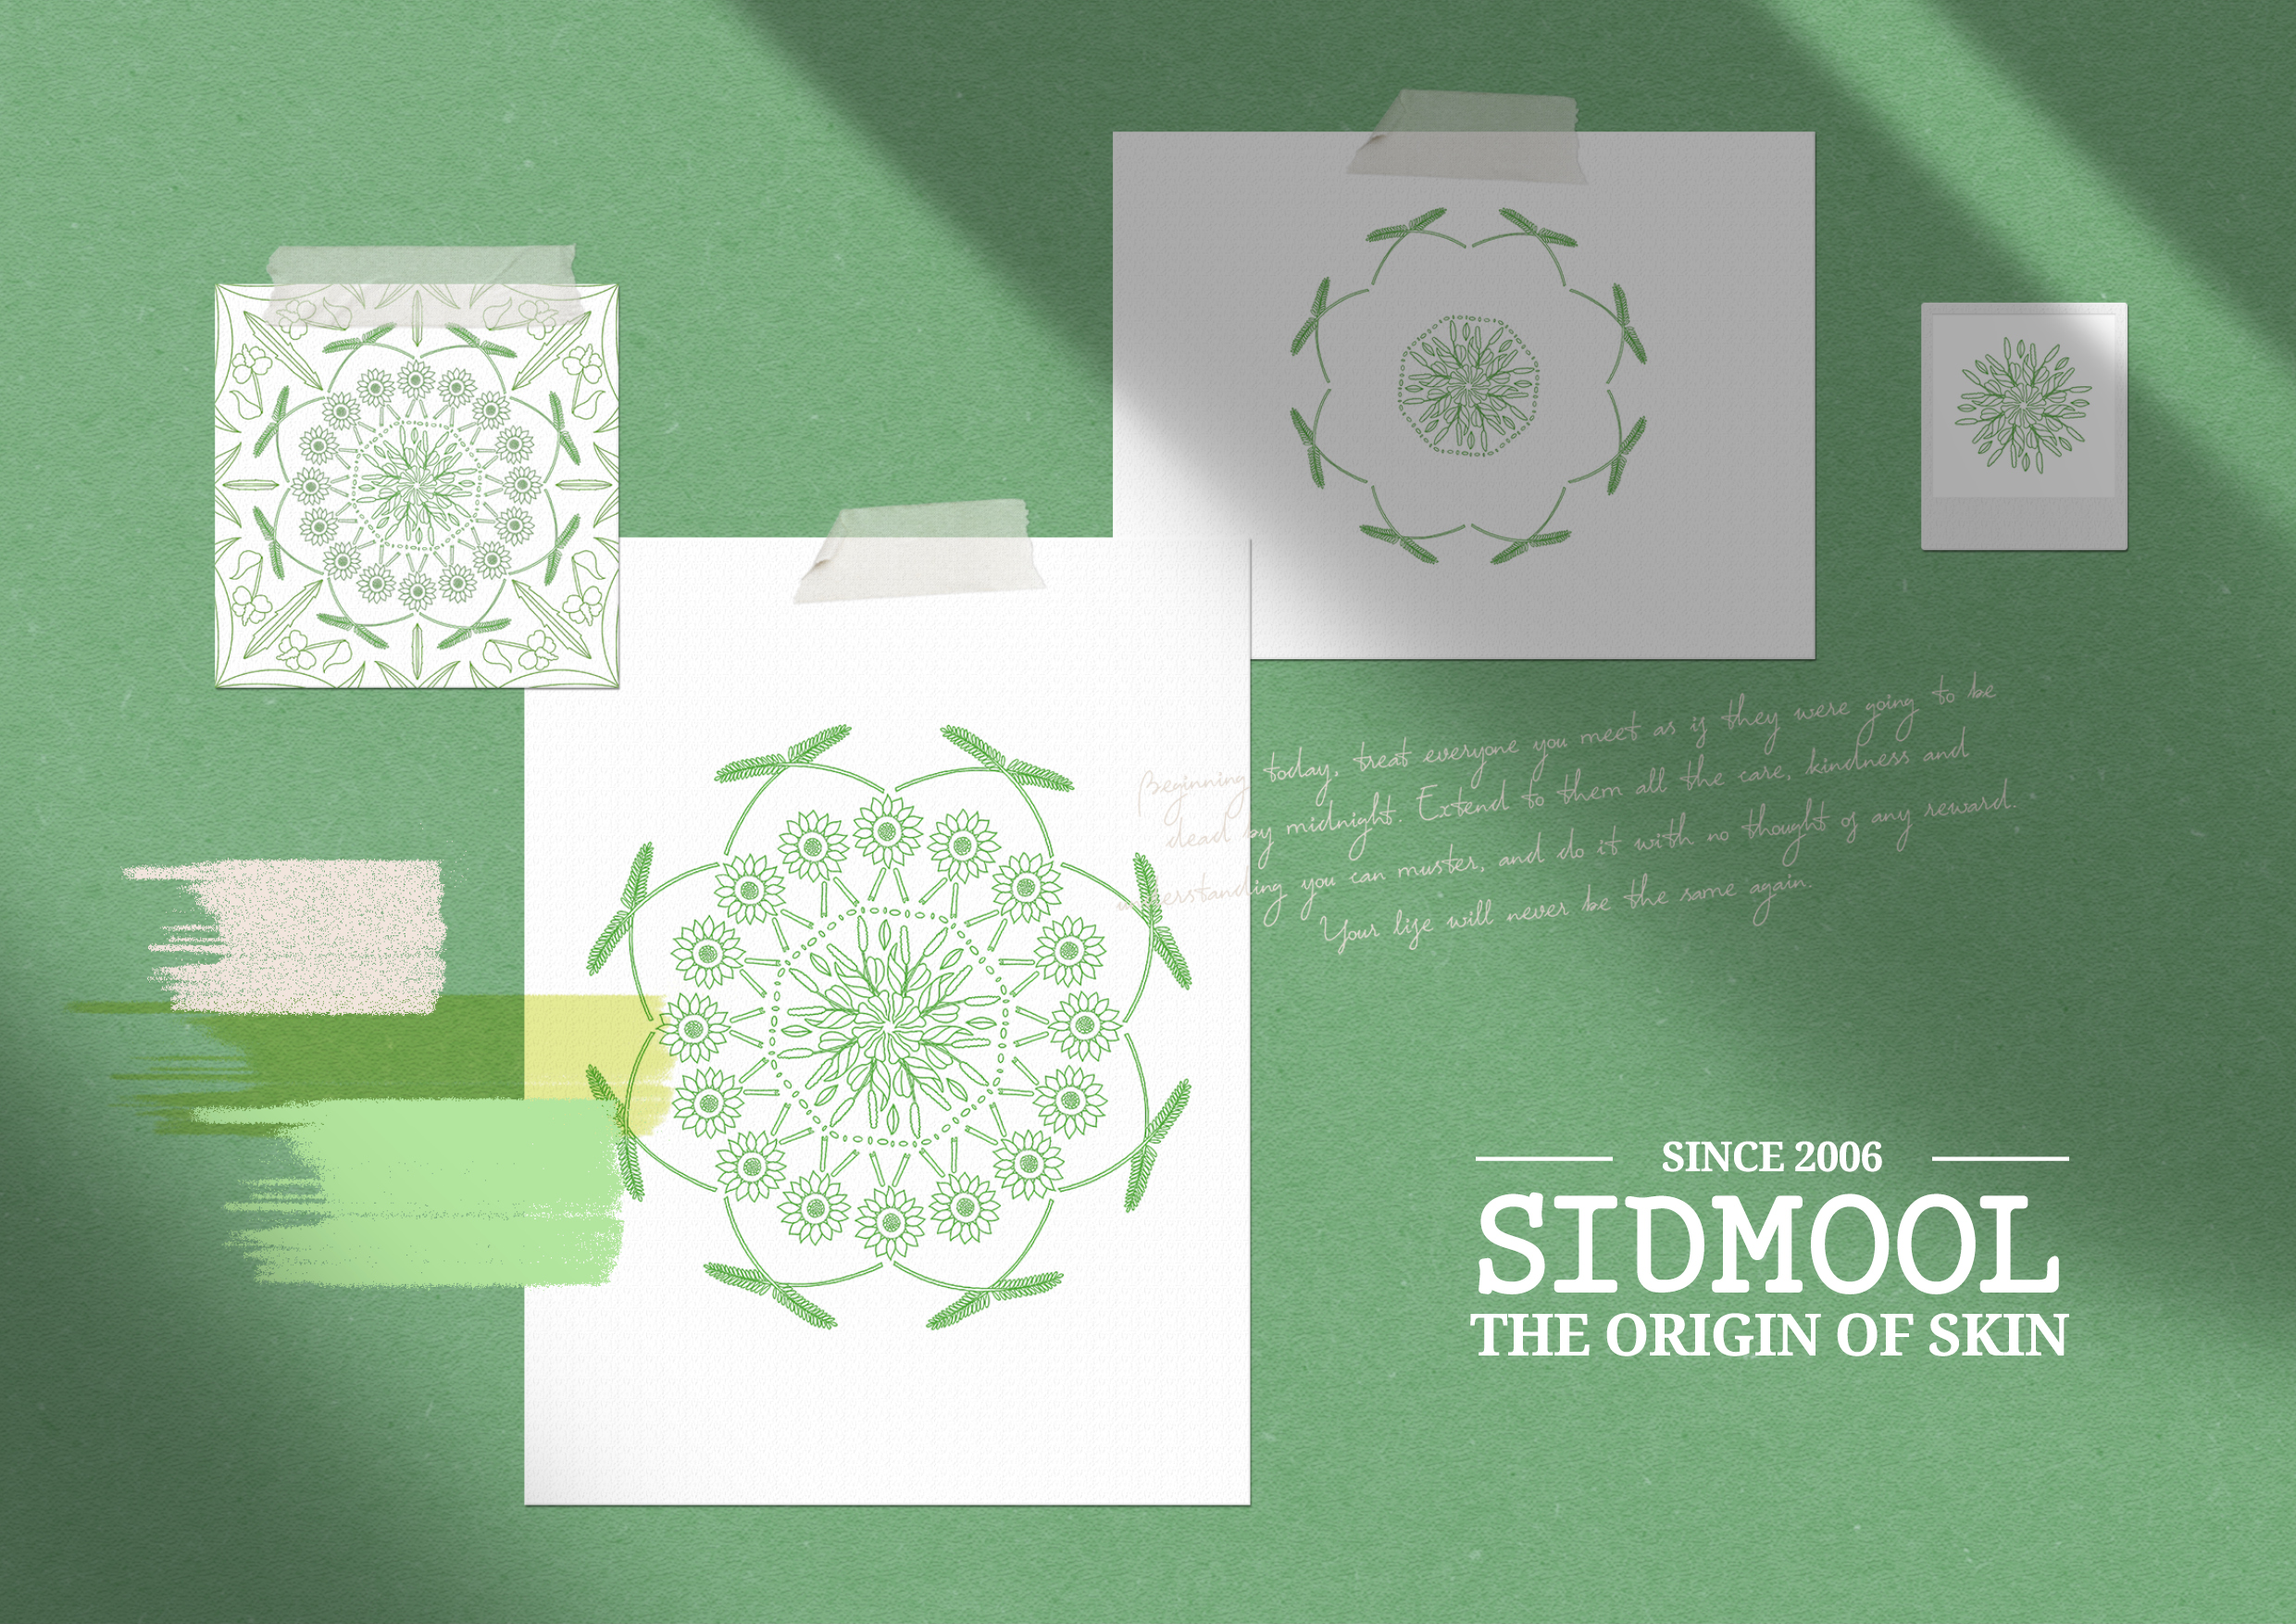 Beginning today, treat everyone you meet as if they were going to be
dead by midnight. Extend to them all the care, kindness and
understanding you can muster, and do it with no thought of any reward.
Your life will never be the same again.
SINCE 2006
SIDMOOL
THE ORIGIN OF SKIN